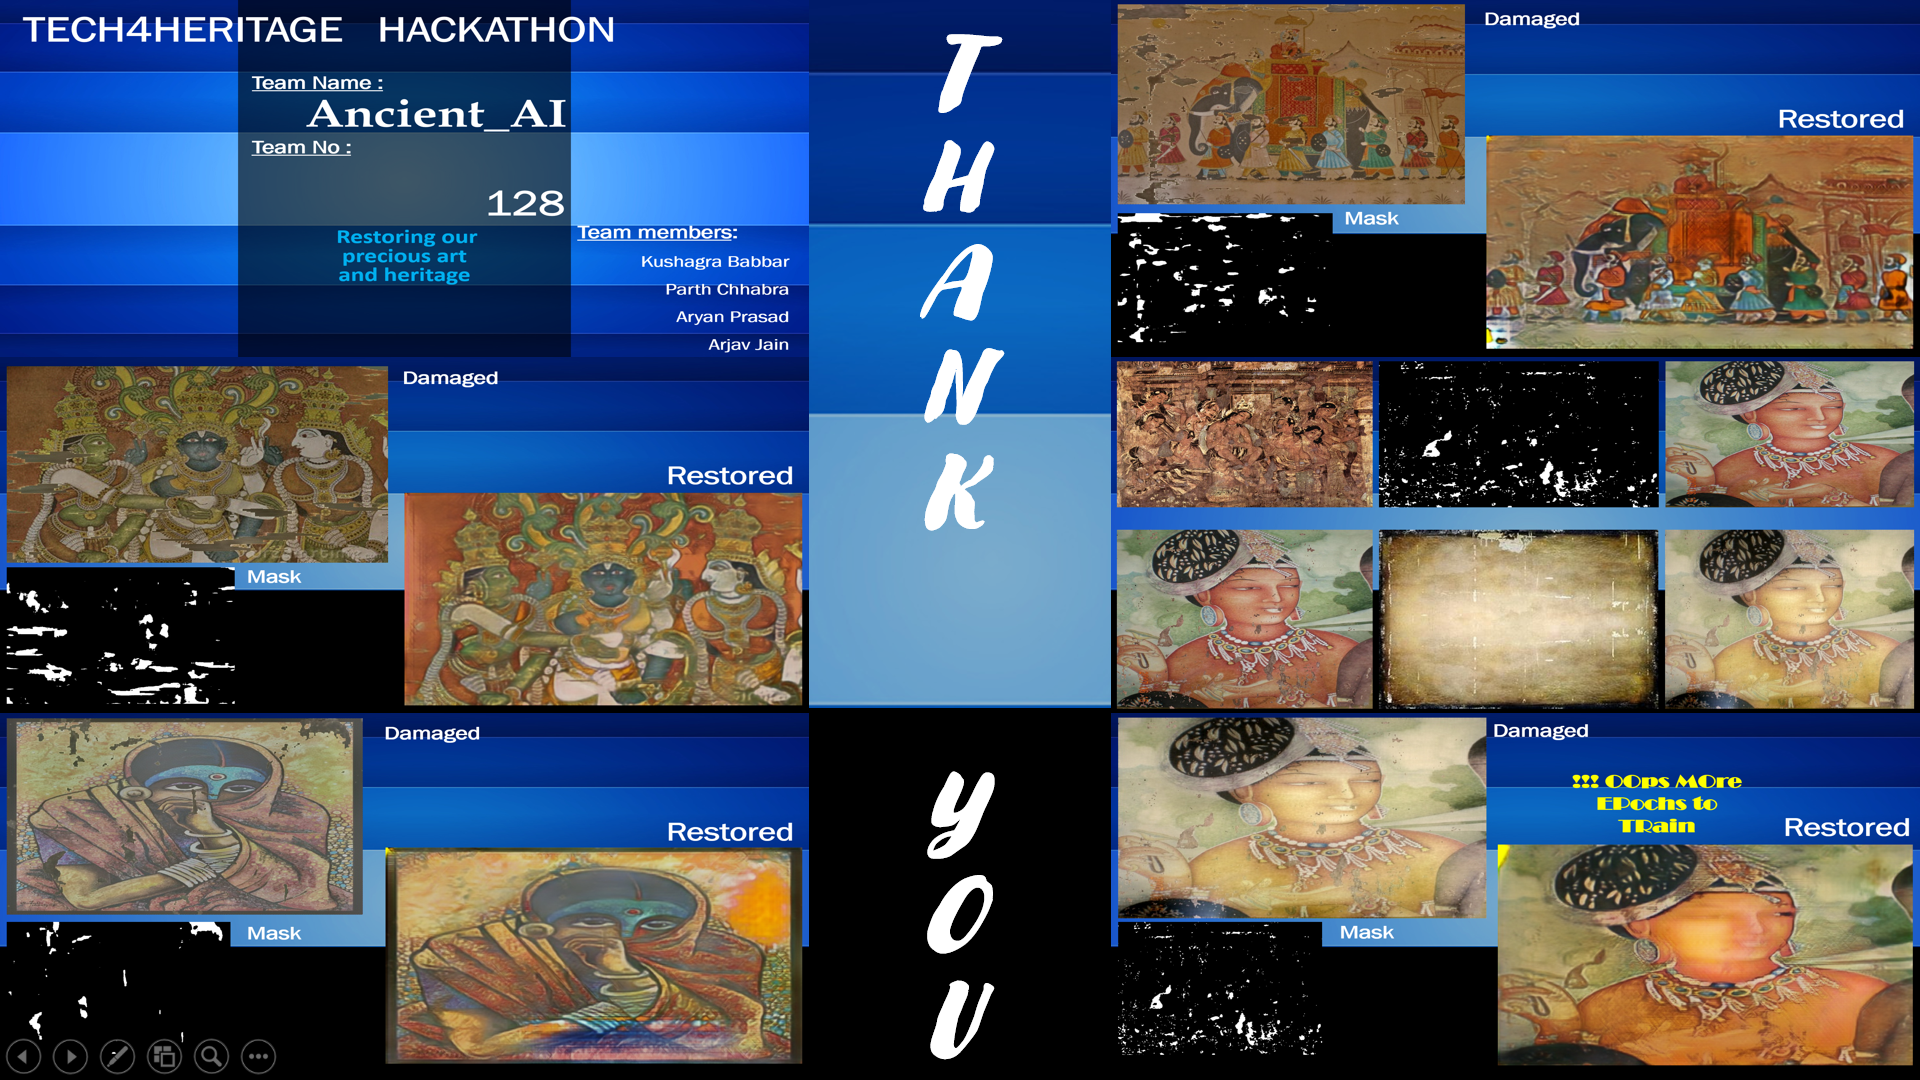 TECH4HERITAGE HACKATHON
Team Name :
Ancient_AI
Team No :
128
Restoring our
precious art
and heritage
Team members:
Kushagra Babbar
Parth Chhabra
Aryan Prasad
Arjav Jain
Damaged
Restored
Mask
Damaged
Restored
Mask
T
H
A
N
K
Y
O
U
Damaged
Restored
Mask
Damaged
!!! OOps MOre
EPochs to
TRain
Restored
Mask